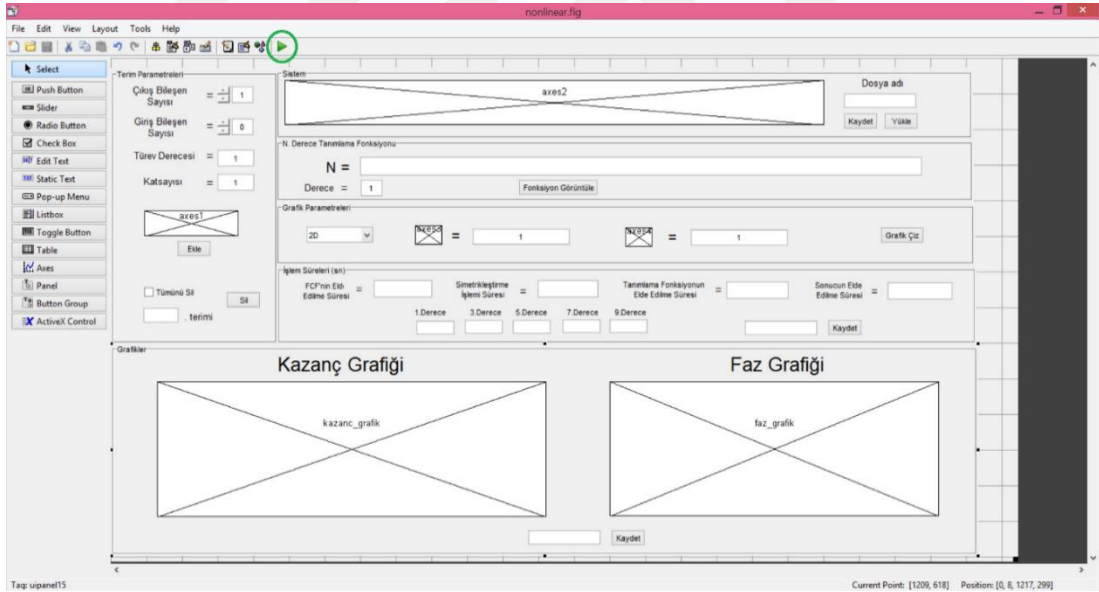 nonlinear.fig
File Edit View Layout Tools Help
Select
Push Button
Slider
Radio Button
Check Box
Edit Text
Static Text
Pop-up Menu
Listbox
Toggle Button
Table
Axes
Panel
Button Group
ActiveX Control
Terim Parametreleri
Çıkış Bileşen Sayısı = 1
Giriş Bileşen Sayısı = 0
Türev Derecesi = 1
Katsayısı = 1
axes1
Ekle
Tümünü Sil
Sil
. terimi
Sistem
axes2
Dosya adı
Kaydet Yükle
N. Derece Tanımlama Fonksiyonu
N =
Derece = 1
Fonksiyon Görüntüle
Grafik Parametreleri
2D
axes3 = 1
axes4 = 1
Grafik Çiz
İşlem Süreleri (sn)
FCF'nin Eldı Edilme Süresi =
Simetrikleştirme İşlemi Süresi =
Tanımlama Fonksiyonun Elde Edilme Süresi =
Sonucun Elde Edilme Süresi =
1.Derece 3.Derece 5.Derece 7.Derece 9.Derece
Kaydet
Grafikler
Kazanç Grafiği
Faz Grafiği
kazanc_grafik
faz_grafik
Kaydet
Tag: uipanel15
Current Point: [1209, 618] Position: [0, 8, 1217, 299]